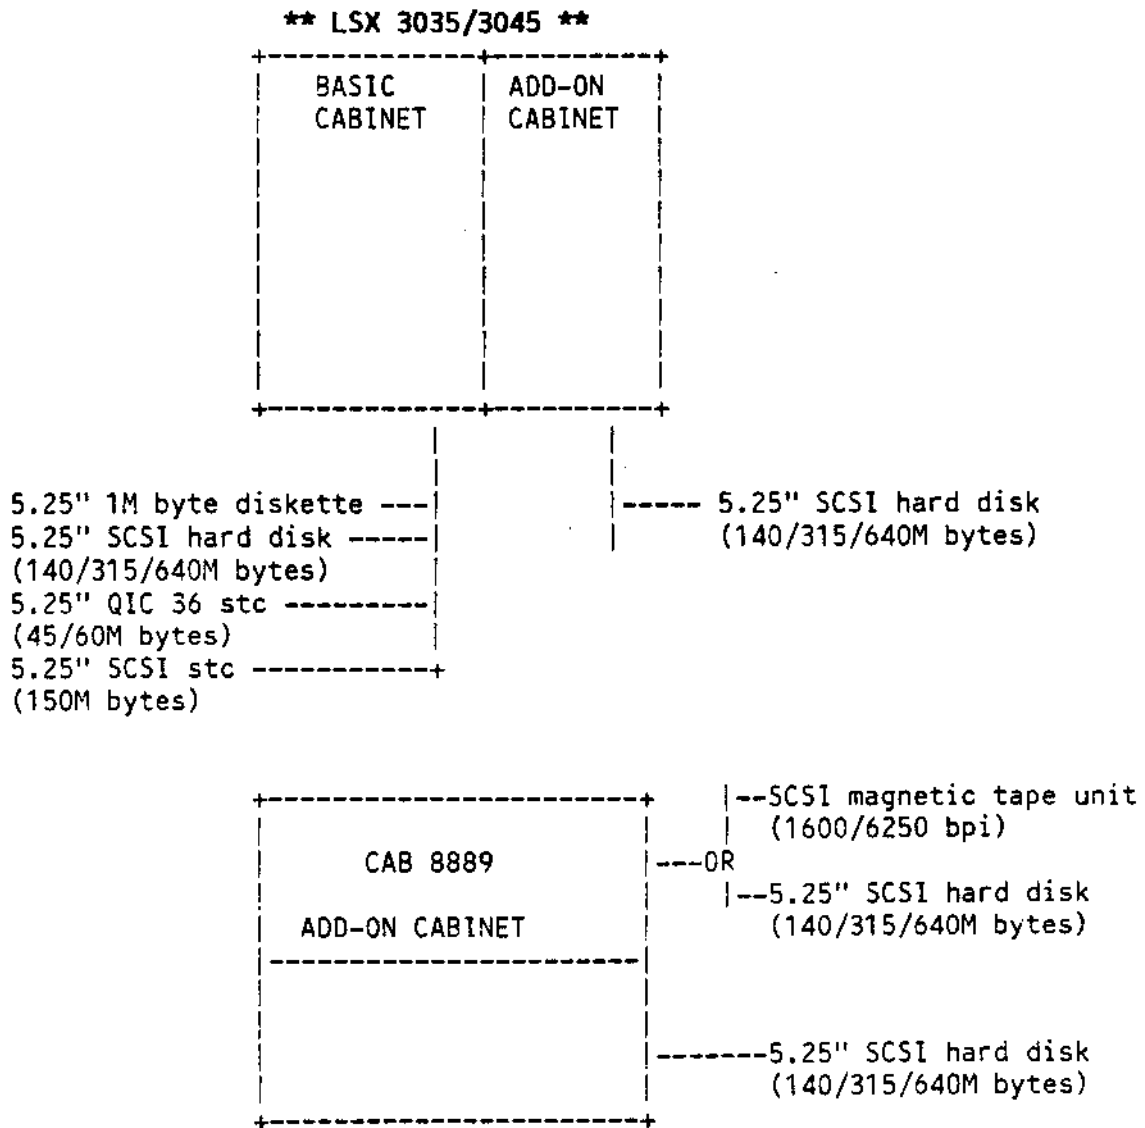 ** LSX 3035/3045 **
BASIC ADD-ON
CABINET CABINET
5.25" 1M byte diskette
5.25" SCSI hard disk
(140/315/640M bytes)
5.25" QIC 36 stc
(45/60M bytes)
5.25" SCSI stc
(150M bytes)
5.25" SCSI hard disk
(140/315/640M bytes)
CAB 8889
ADD-ON CABINET
OR
SCSI magnetic tape unit
(1600/6250 bpi)
5.25" SCSI hard disk
(140/315/640M bytes)
5.25" SCSI hard disk
(140/315/640M bytes)